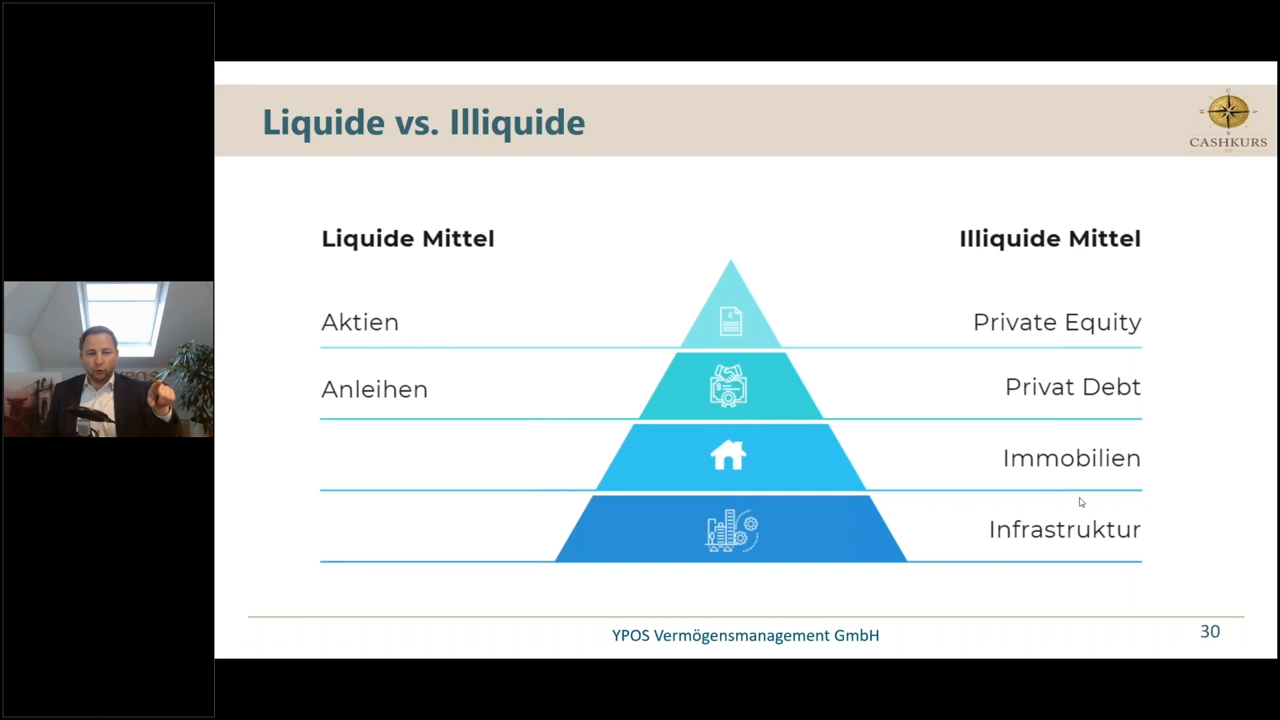 Liquide vs. Illiquide
CASHKURS
Liquide Mittel
Illiquide Mittel
Aktien
Private Equity
Anleihen
Privat Debt
Immobilien
Infrastruktur
YPOS Vermögensmanagement GmbH
30